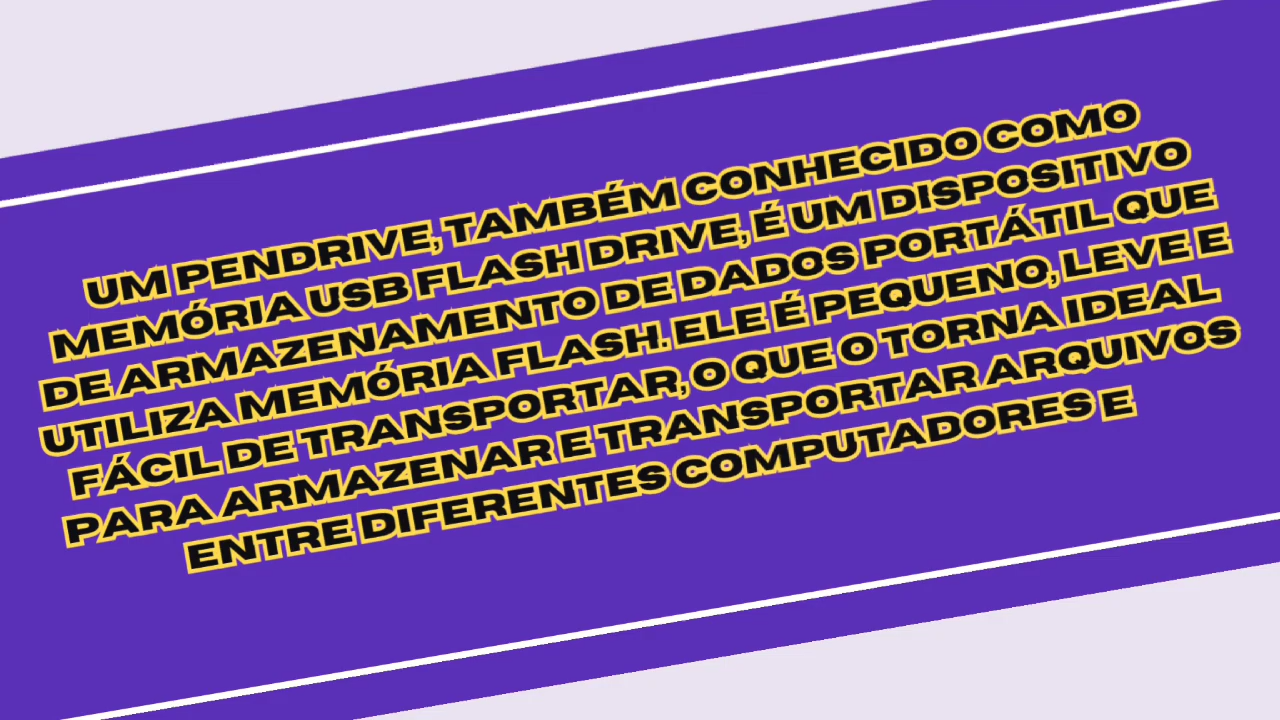 UM PENDRIVE, TAMBÉM CONHECIDO COMO
MEMÓRIA USB FLASH DRIVE, É UM DISPOSITIVO
DE ARMAZENAMENTO DE DADOS PORTÁTIL QUE
UTILIZA MEMÓRIA FLASH. ELE É PEQUENO, LEVE E
FÁCIL DE TRANSPORTAR, O QUE O TORNA IDEAL
PARA ARMAZENAR E TRANSPORTAR ARQUIVOS
ENTRE DIFERENTES COMPUTADORES E